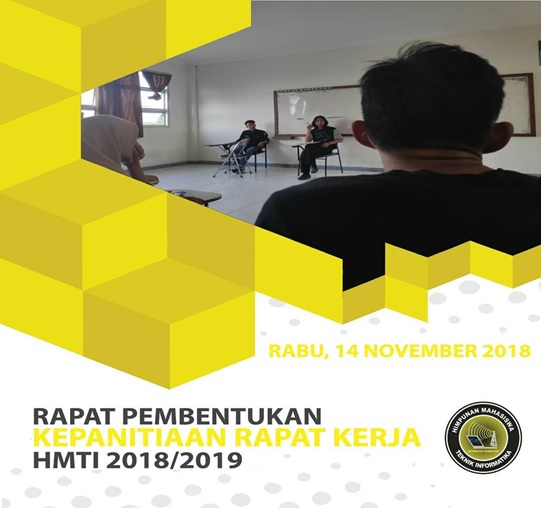 RABU, 14 NOVEMBER 2018
RAPAT PEMBENTUKAN
KEPANITIAAN RAPAT KERJA
HMTI 2018/2019
HIMPUNAN MAHASISWA
TEKNIK INFORMATIKA